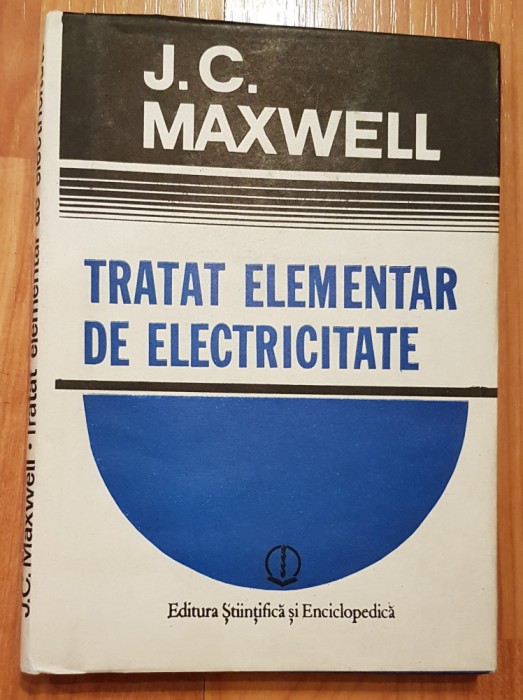 J.C.
MAXWELL
TRATAT ELEMENTAR
DE ELECTRICITATE
Editura Științifică și Enciclopedică
J.C. Maxwell • Tratat elementar de electricitate